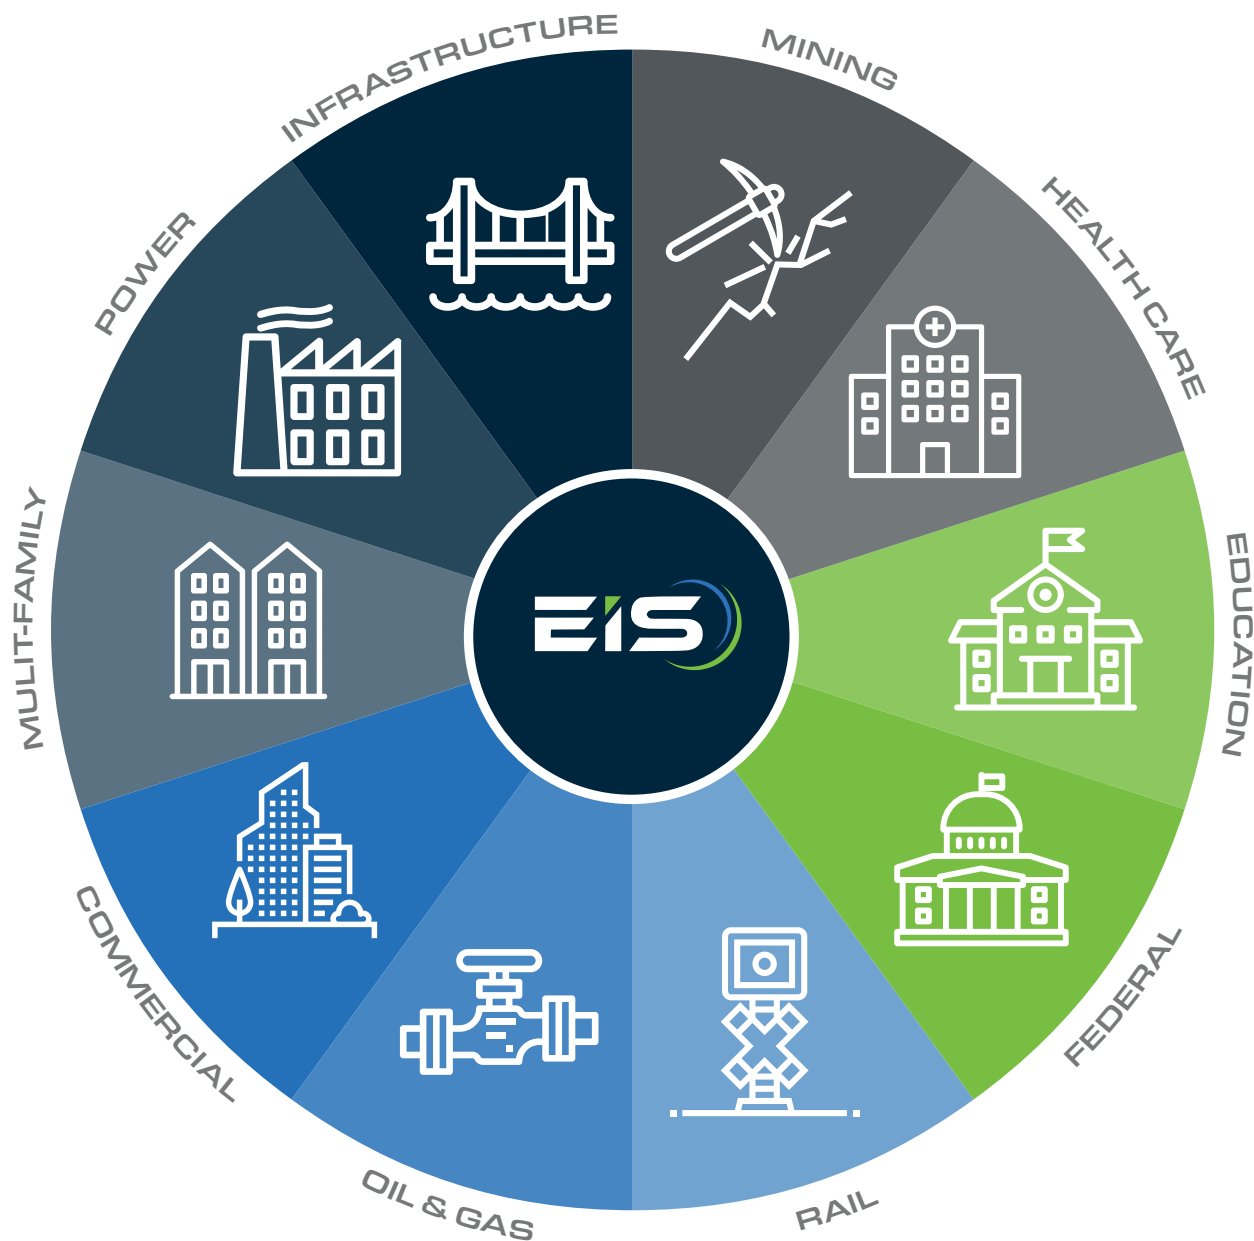 INFRASTRUCTURE
MINING
HEALTH CARE
EDUCATION
FEDERAL
RAIL
OIL & GAS
COMMERCIAL
MULIT-FAMILY
POWER
EIS